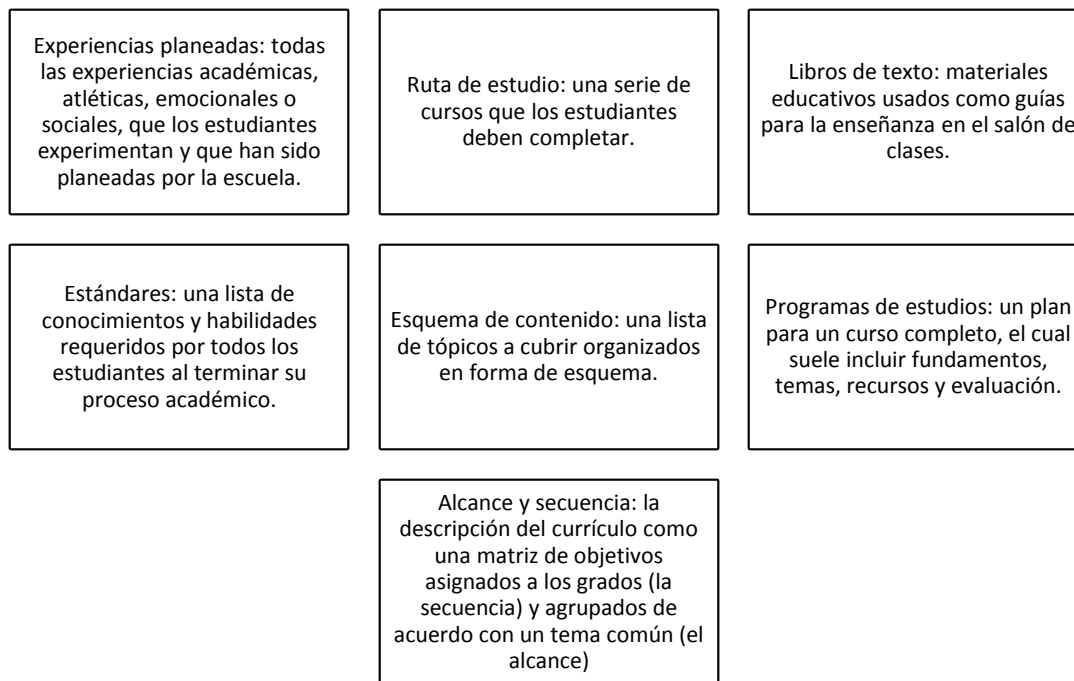 Experiencias planeadas: todas
las experiencias académicas,
atléticas, emocionales o
sociales, que los estudiantes
experimentan y que han sido
planeadas por la escuela.
Ruta de estudio: una serie de
cursos que los estudiantes
deben completar.
Libros de texto: materiales
educativos usados como guías
para la enseñanza en el salón de
clases.
Estándares: una lista de
conocimientos y habilidades
requeridos por todos los
estudiantes al terminar su
proceso académico.
Esquema de contenido: una lista
de tópicos a cubrir organizados
en forma de esquema.
Programas de estudios: un plan
para un curso completo, el cual
suele incluir fundamentos,
temas, recursos y evaluación.
Alcance y secuencia: la
descripción del currículo como
una matriz de objetivos
asignados a los grados (la
secuencia) y agrupados de
acuerdo con un tema común (el
alcance)